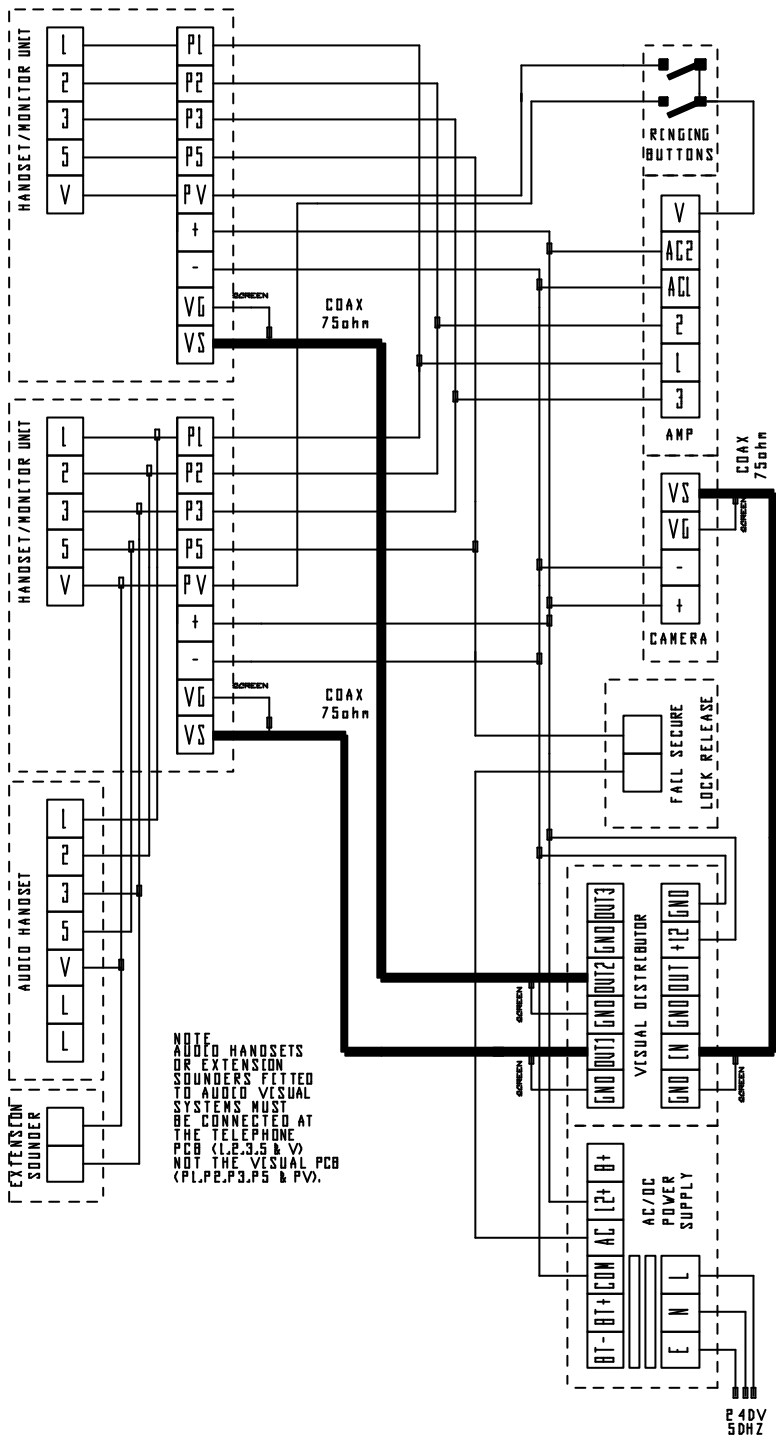 HANDSET/MONITOR UNIT
1
2
3
5
V
P1
P2
P3
P5
PV
+
-
VG
VS
SCREEN
COAX
75ohm
RINGING
BUTTONS
V
AC2
AC1
2
1
3
AMP
COAX
75ohm
VS
VG
-
+
SCREEN
CAMERA
HANDSET/MONITOR UNIT
1
2
3
5
V
P1
P2
P3
P5
PV
+
-
VG
VS
SCREEN
COAX
75ohm
FAIL SECURE
LOCK RELEASE
AUDIO HANDSET
1
2
3
5
V
L
L
OUT3
GND
OUT2
GND
OUT1
GND
SCREEN
SCREEN
VISUAL DISTRIBUTOR
GND
+12
OUT
GND
IN
GND
SCREEN
NOTE
AUDIO HANDSETS
OR EXTENSION
SOUNDERS FITTED
TO AUDIO VISUAL
SYSTEMS MUST
BE CONNECTED AT
THE TELEPHONE
PCB (1,2,3,5 & V)
NOT THE VISUAL PCB
(P1,P2,P3,P5 & PV).
EXTENSION
SOUNDER
B+
12+
AC
COM
BT+
BT-
AC/DC
POWER
SUPPLY
L
N
E
240V
50HZ